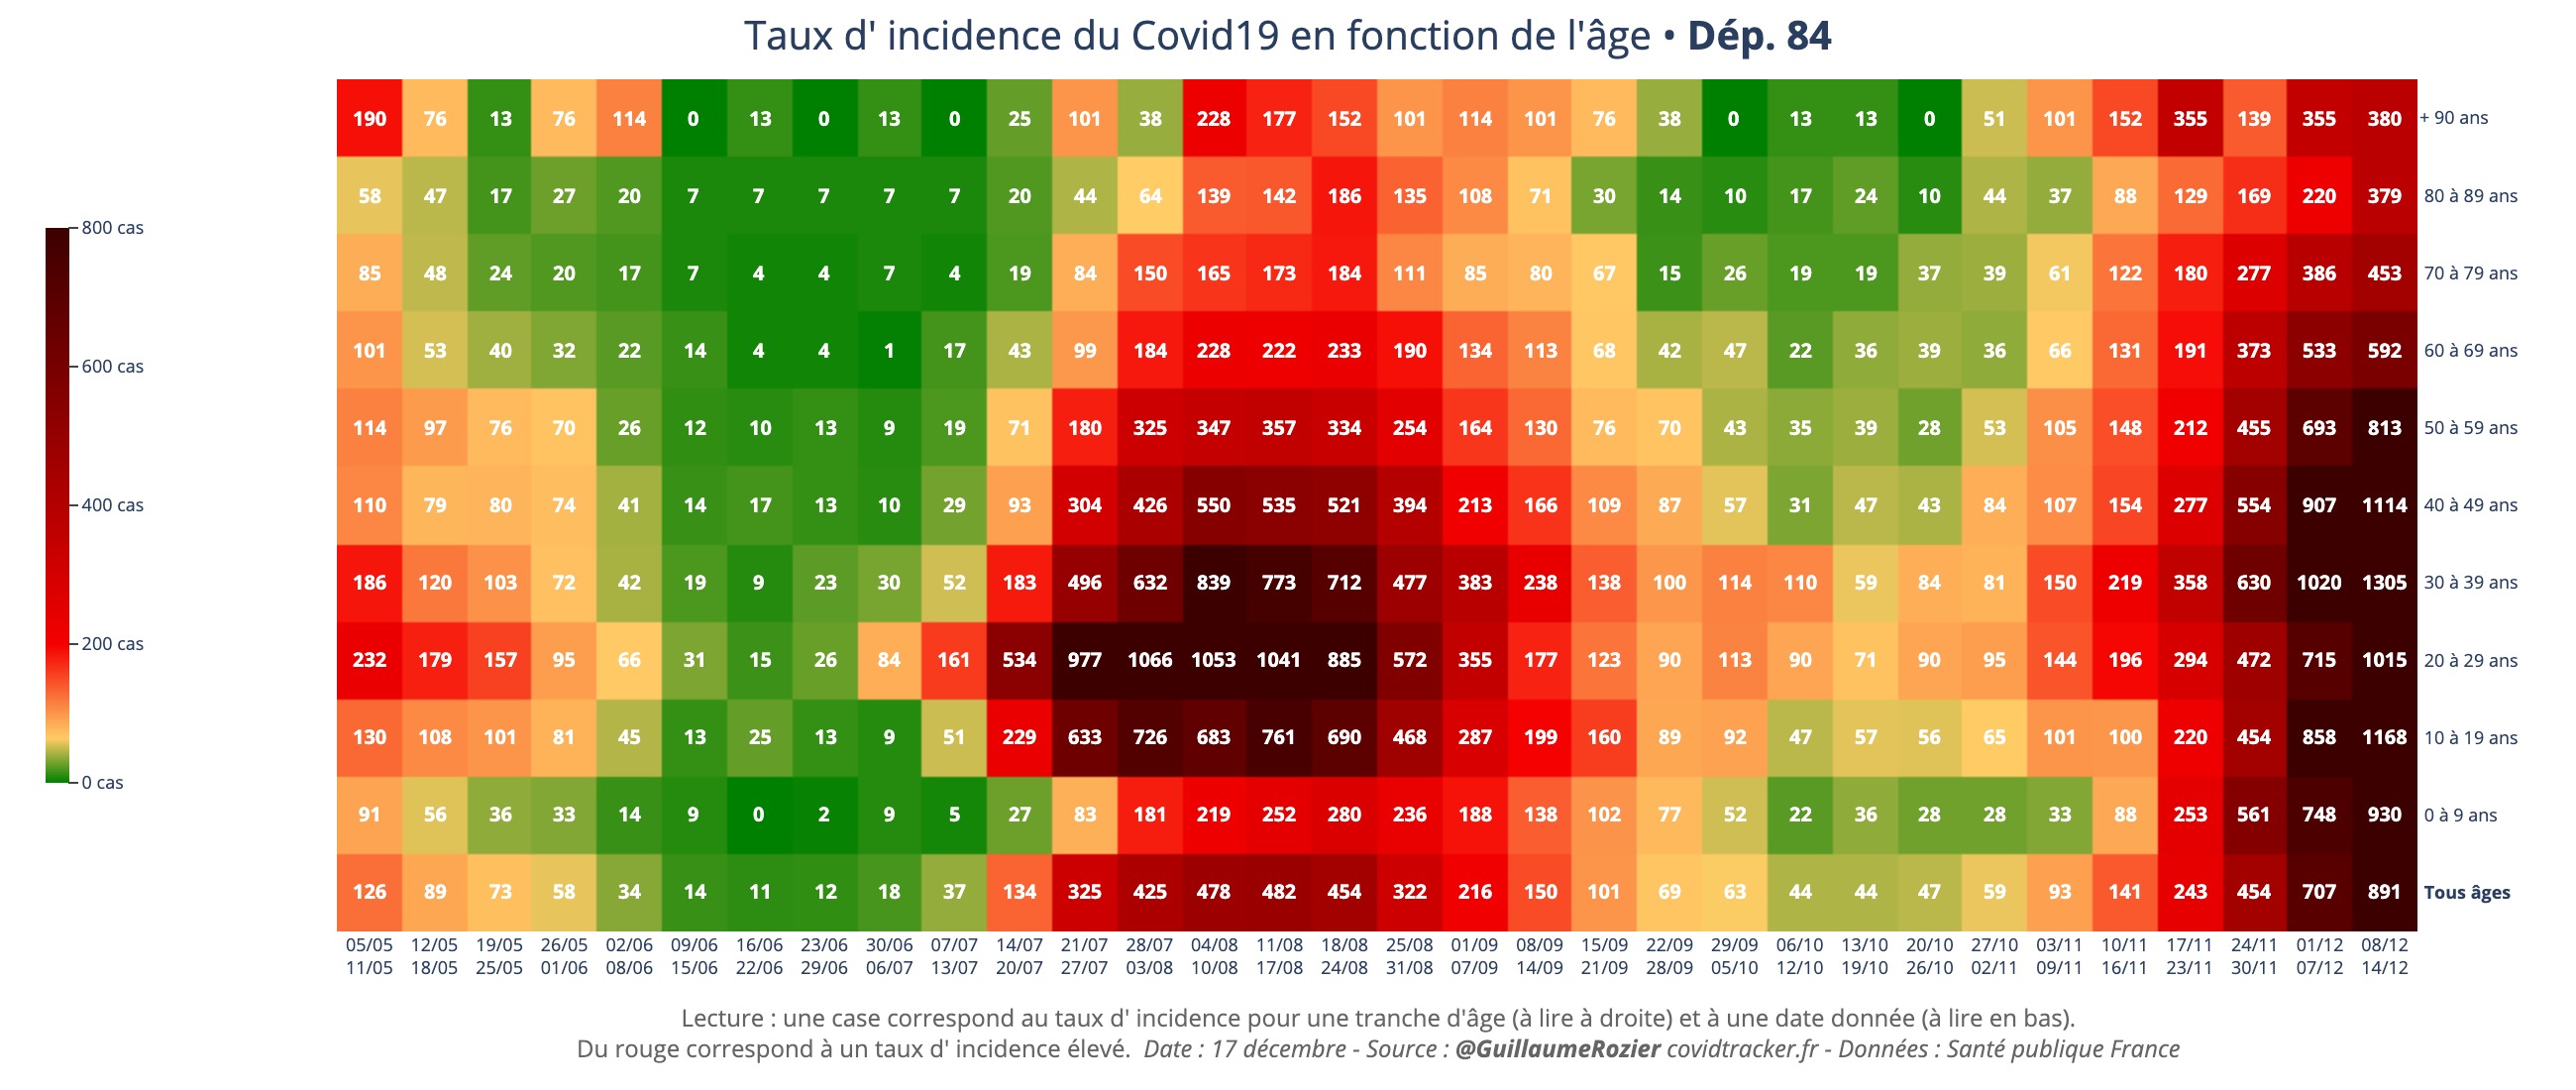 Taux d' incidence du Covid19 en fonction de l'âge • Dép. 84
190 76 13 76 114 0 13 0 13 0 25 101 38 228 177 152 101 114 101 76 38 0 13 13 0 51 101 152 355 139 355 380 + 90 ans
58 47 17 27 20 7 7 7 7 7 20 44 64 139 142 186 135 108 71 30 14 10 17 24 10 44 37 88 129 169 220 379 80 à 89 ans
85 48 24 20 17 7 4 4 7 4 19 84 150 165 173 184 111 85 80 67 15 26 19 19 37 39 61 122 180 277 386 453 70 à 79 ans
101 53 40 32 22 14 4 4 1 17 43 99 184 228 222 233 190 134 113 68 42 47 22 36 39 36 66 131 191 373 533 592 60 à 69 ans
114 97 76 70 26 12 10 13 9 19 71 180 325 347 357 334 254 164 130 76 70 43 35 39 28 53 105 148 212 455 693 813 50 à 59 ans
110 79 80 74 41 14 17 13 10 29 93 304 426 550 535 521 394 213 166 109 87 57 31 47 43 84 107 154 277 554 907 1114 40 à 49 ans
186 120 103 72 42 19 9 23 30 52 183 496 632 839 773 712 477 383 238 138 100 114 110 59 84 81 150 219 358 630 1020 1305 30 à 39 ans
232 179 157 95 66 31 15 26 84 161 534 977 1066 1053 1041 885 572 355 177 123 90 113 90 71 90 95 144 196 294 472 715 1015 20 à 29 ans
130 108 101 81 45 13 25 13 9 51 229 633 726 683 761 690 468 287 199 160 89 92 47 57 56 65 101 100 220 454 858 1168 10 à 19 ans
91 56 36 33 14 9 0 2 9 5 27 83 181 219 252 280 236 188 138 102 77 52 22 36 28 28 33 88 253 561 748 930 0 à 9 ans
126 89 73 58 34 14 11 12 18 37 134 325 425 478 482 454 322 216 150 101 69 63 44 44 47 59 93 141 243 454 707 891 Tous âges
05/05 12/05 19/05 26/05 02/06 09/06 16/06 23/06 30/06 07/07 14/07 21/07 28/07 04/08 11/08 18/08 25/08 01/09 08/09 15/09 22/09 29/09 06/10 13/10 20/10 27/10 03/11 10/11 17/11 24/11 01/12 08/12
11/05 18/05 25/05 01/06 08/06 15/06 22/06 29/06 06/07 13/07 20/07 27/07 03/08 10/08 17/08 24/08 31/08 07/09 14/09 21/09 28/09 05/10 12/10 19/10 26/10 02/11 09/11 16/11 23/11 30/11 07/12 14/12
800 cas
600 cas
400 cas
200 cas
0 cas
Lecture : une case correspond au taux d' incidence pour une tranche d'âge (à lire à droite) et à une date donnée (à lire en bas).
Du rouge correspond à un taux d' incidence élevé. Date : 17 décembre - Source : @GuillaumeRozier covidtracker.fr - Données : Santé publique France